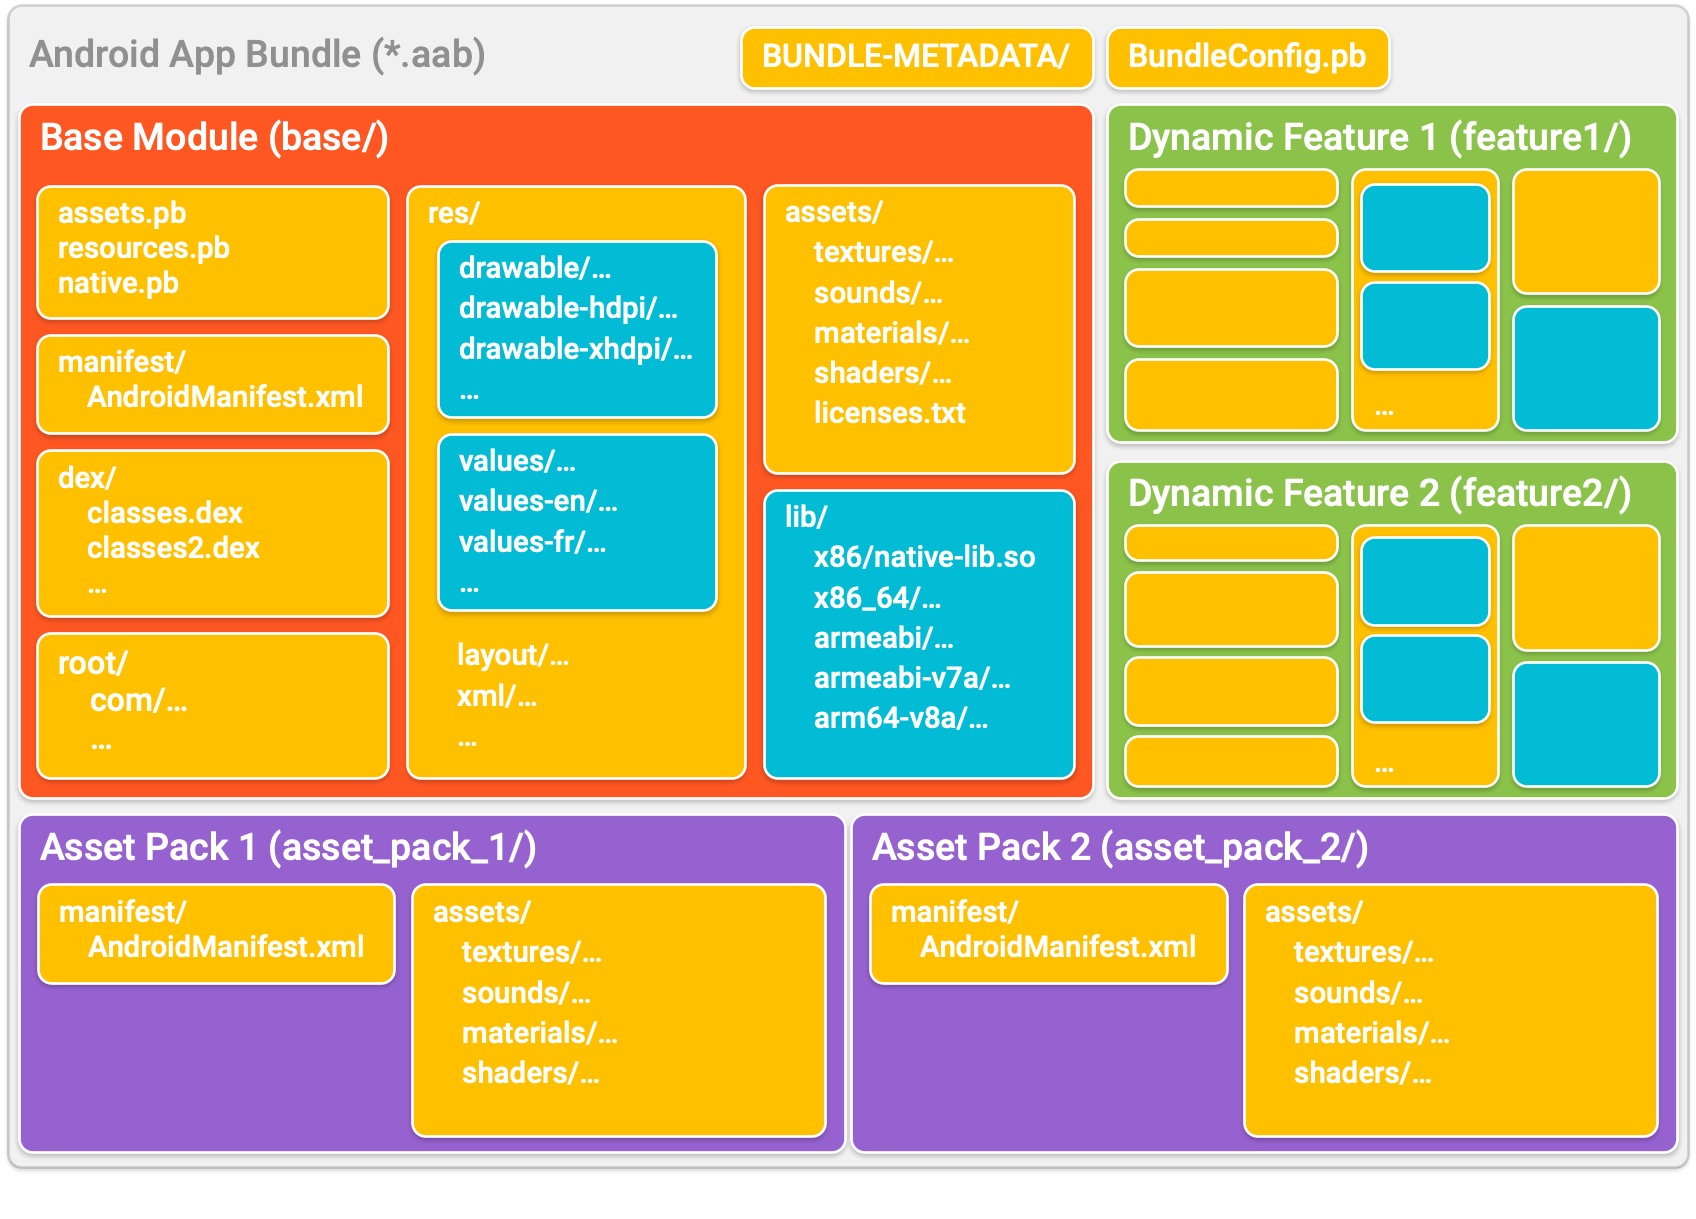 Android App Bundle (*.aab)
BUNDLE-METADATA/
BundleConfig.pb
Base Module (base/)
assets.pb
resources.pb
native.pb
manifest/
AndroidManifest.xml
dex/
classes.dex
classes2.dex
…
root/
com/…
…
res/
drawable/…
drawable-hdpi/…
drawable-xhdpi/…
…
values/…
values-en/…
values-fr/…
…
layout/…
xml/…
…
assets/
textures/…
sounds/…
materials/…
shaders/…
licenses.txt
lib/
x86/native-lib.so
x86_64/…
armeabi/…
armeabi-v7a/…
arm64-v8a/…
Dynamic Feature 1 (feature1/)
…
Dynamic Feature 2 (feature2/)
…
Asset Pack 1 (asset_pack_1/)
manifest/
AndroidManifest.xml
assets/
textures/…
sounds/…
materials/…
shaders/…
Asset Pack 2 (asset_pack_2/)
manifest/
AndroidManifest.xml
assets/
textures/…
sounds/…
materials/…
shaders/…